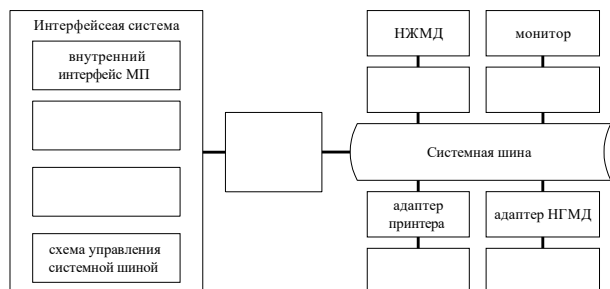 Интерфейсеая система
внутренний
интерфейс МП
схема управления
системной шиной
НЖМД
монитор
Системная шина
адаптер
принтера
адаптер НГМД